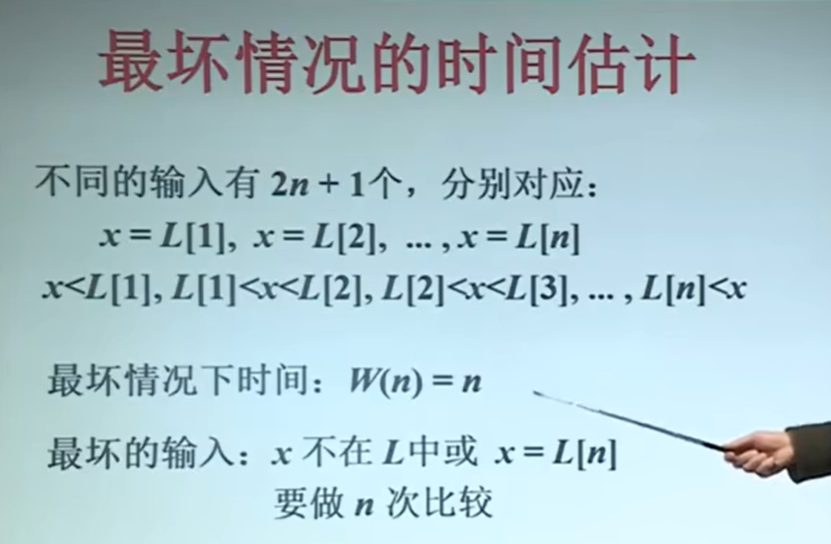 最坏情况的时间估计
不同的输入有 2n + 1个，分别对应：
x = L[1], x = L[2], ... , x = L[n]
x<L[1], L[1]<x<L[2], L[2]<x<L[3], ... , L[n]<x
最坏情况下时间：W(n) = n
最坏的输入：x 不在 L中或 x = L[n]
要做 n 次比较